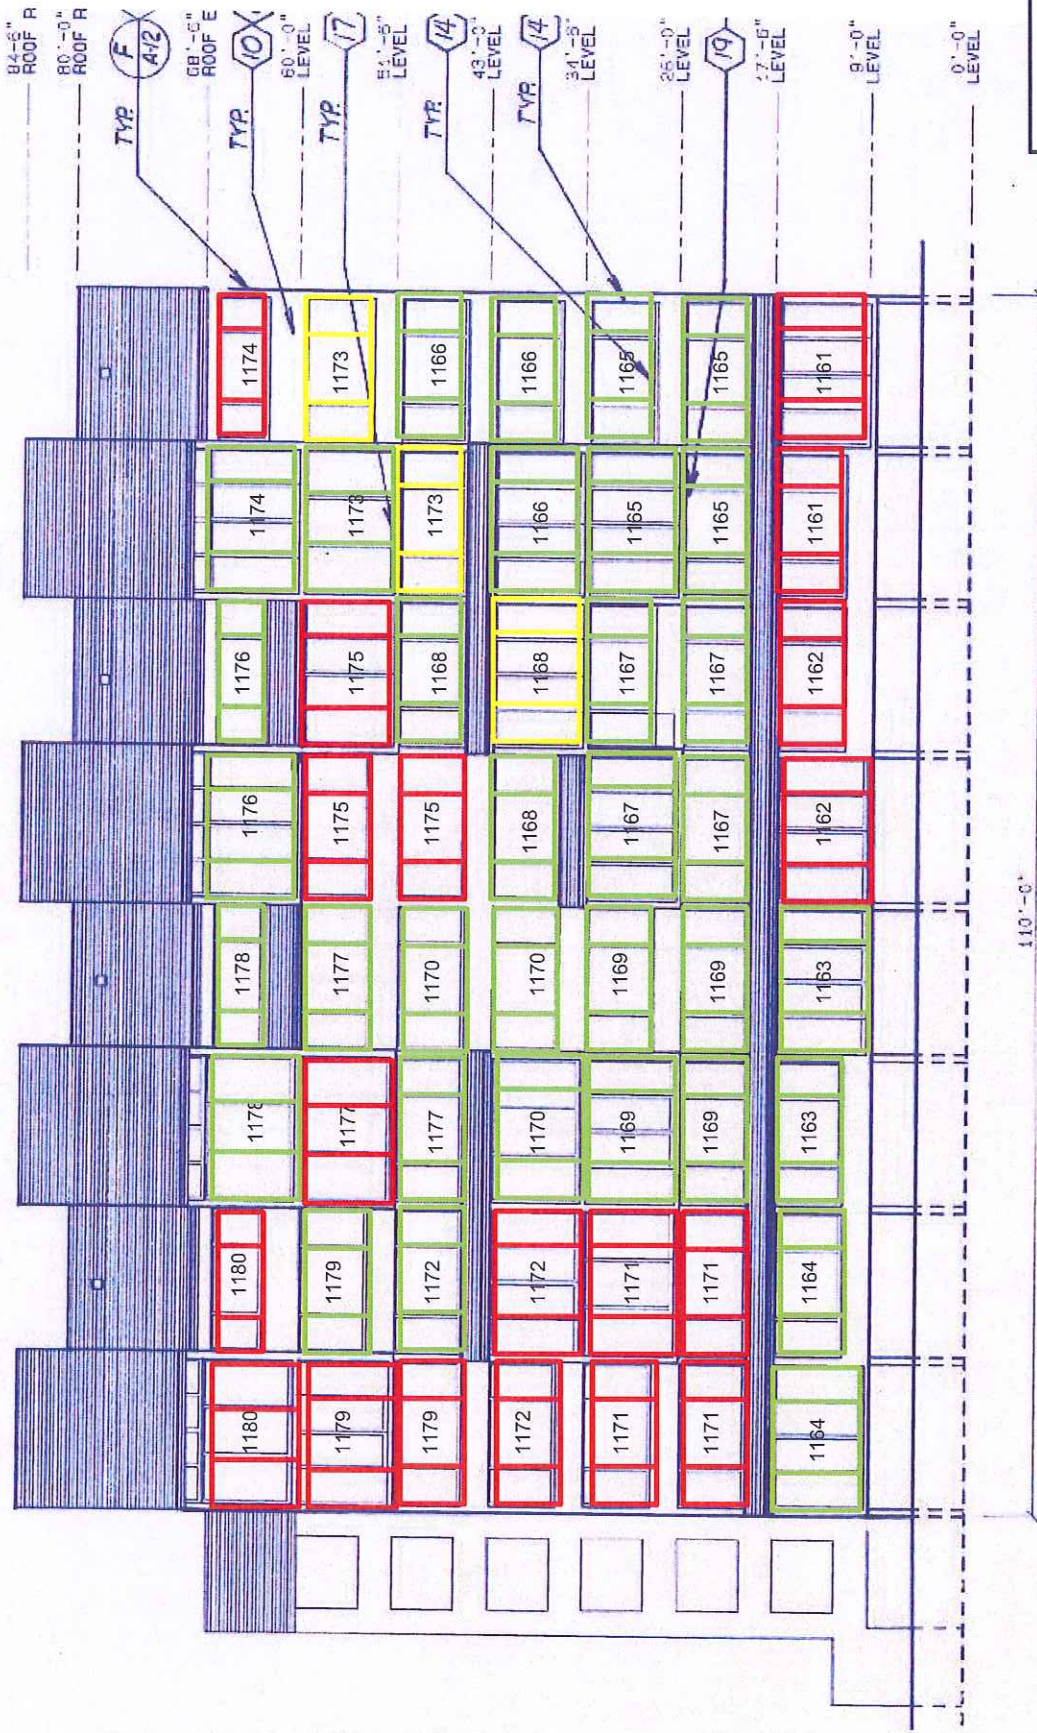 84'-6"
ROOF R
80'-0"
ROOF R
F
A-12
TYP.
68'-6"
ROOF E
10
TYP.
60'-0"
LEVEL
17
TYP.
51'-6"
LEVEL
14
TYP.
43'-0"
LEVEL
14
TYP.
34'-6"
LEVEL
26'-0"
LEVEL
19
17'-6"
LEVEL
9'-0"
LEVEL
0'-0"
LEVEL
1180 1180 1178 1178 1176 1176 1174 1174
1179 1179 1177 1177 1175 1175 1173 1173
1179 1172 1177 1170 1175 1168 1173 1166
1172 1172 1170 1170 1168 1168 1166 1166
1171 1171 1169 1169 1167 1167 1165 1165
1171 1171 1169 1169 1167 1167 1165 1165
1164 1164 1163 1163 1162 1162 1161 1161
110'-0"